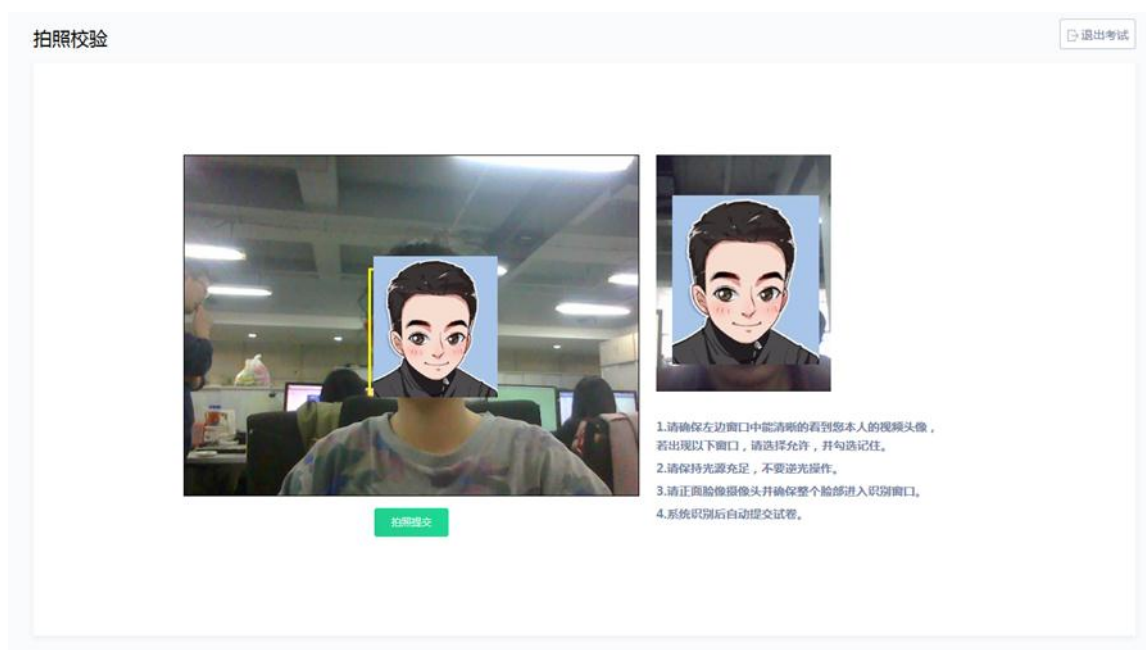 拍照校验
退出考试
1.请确保左边窗口中能清晰的看到您本人的视频头像，
若出现以下窗口，请选择允许，并勾选记住。
2.请保持光源充足，不要逆光操作。
3.请正面脸像摄像头并确保整个脸部进入识别窗口。
4.系统识别后自动提交试卷。
拍照提交